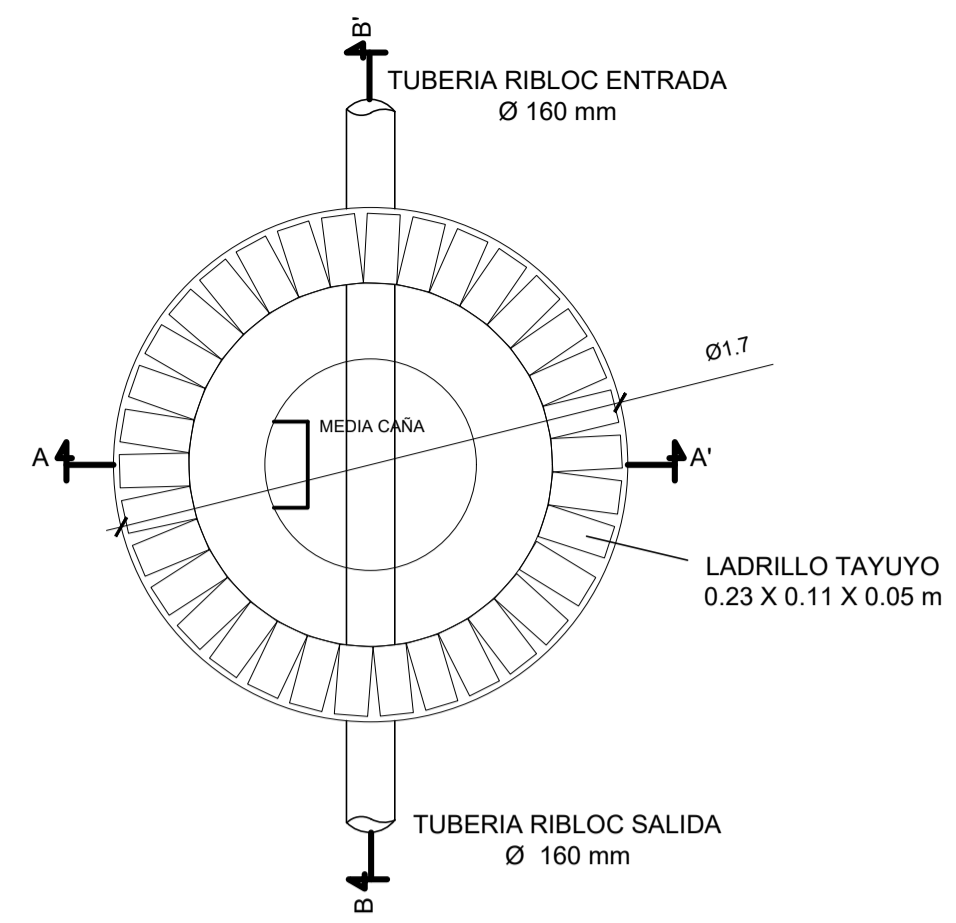 B'
TUBERIA RIBLOC ENTRADA
Ø 160 mm
Ø1.7
MEDIA CAÑA
A
A'
LADRILLO TAYUYO
0.23 X 0.11 X 0.05 m
TUBERIA RIBLOC SALIDA
Ø 160 mm
B